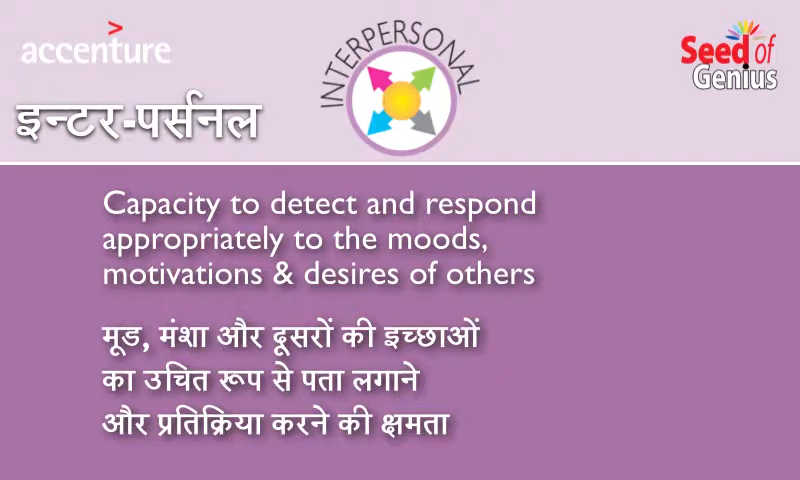 accenture
INTERPERSONAL
Seed of
Genius
इन्टर-पर्सनल
Capacity to detect and respond
appropriately to the moods,
motivations & desires of others
मूड, मंशा और दूसरों की इच्छाओं
का उचित रूप से पता लगाने
और प्रतिक्रिया करने की क्षमता